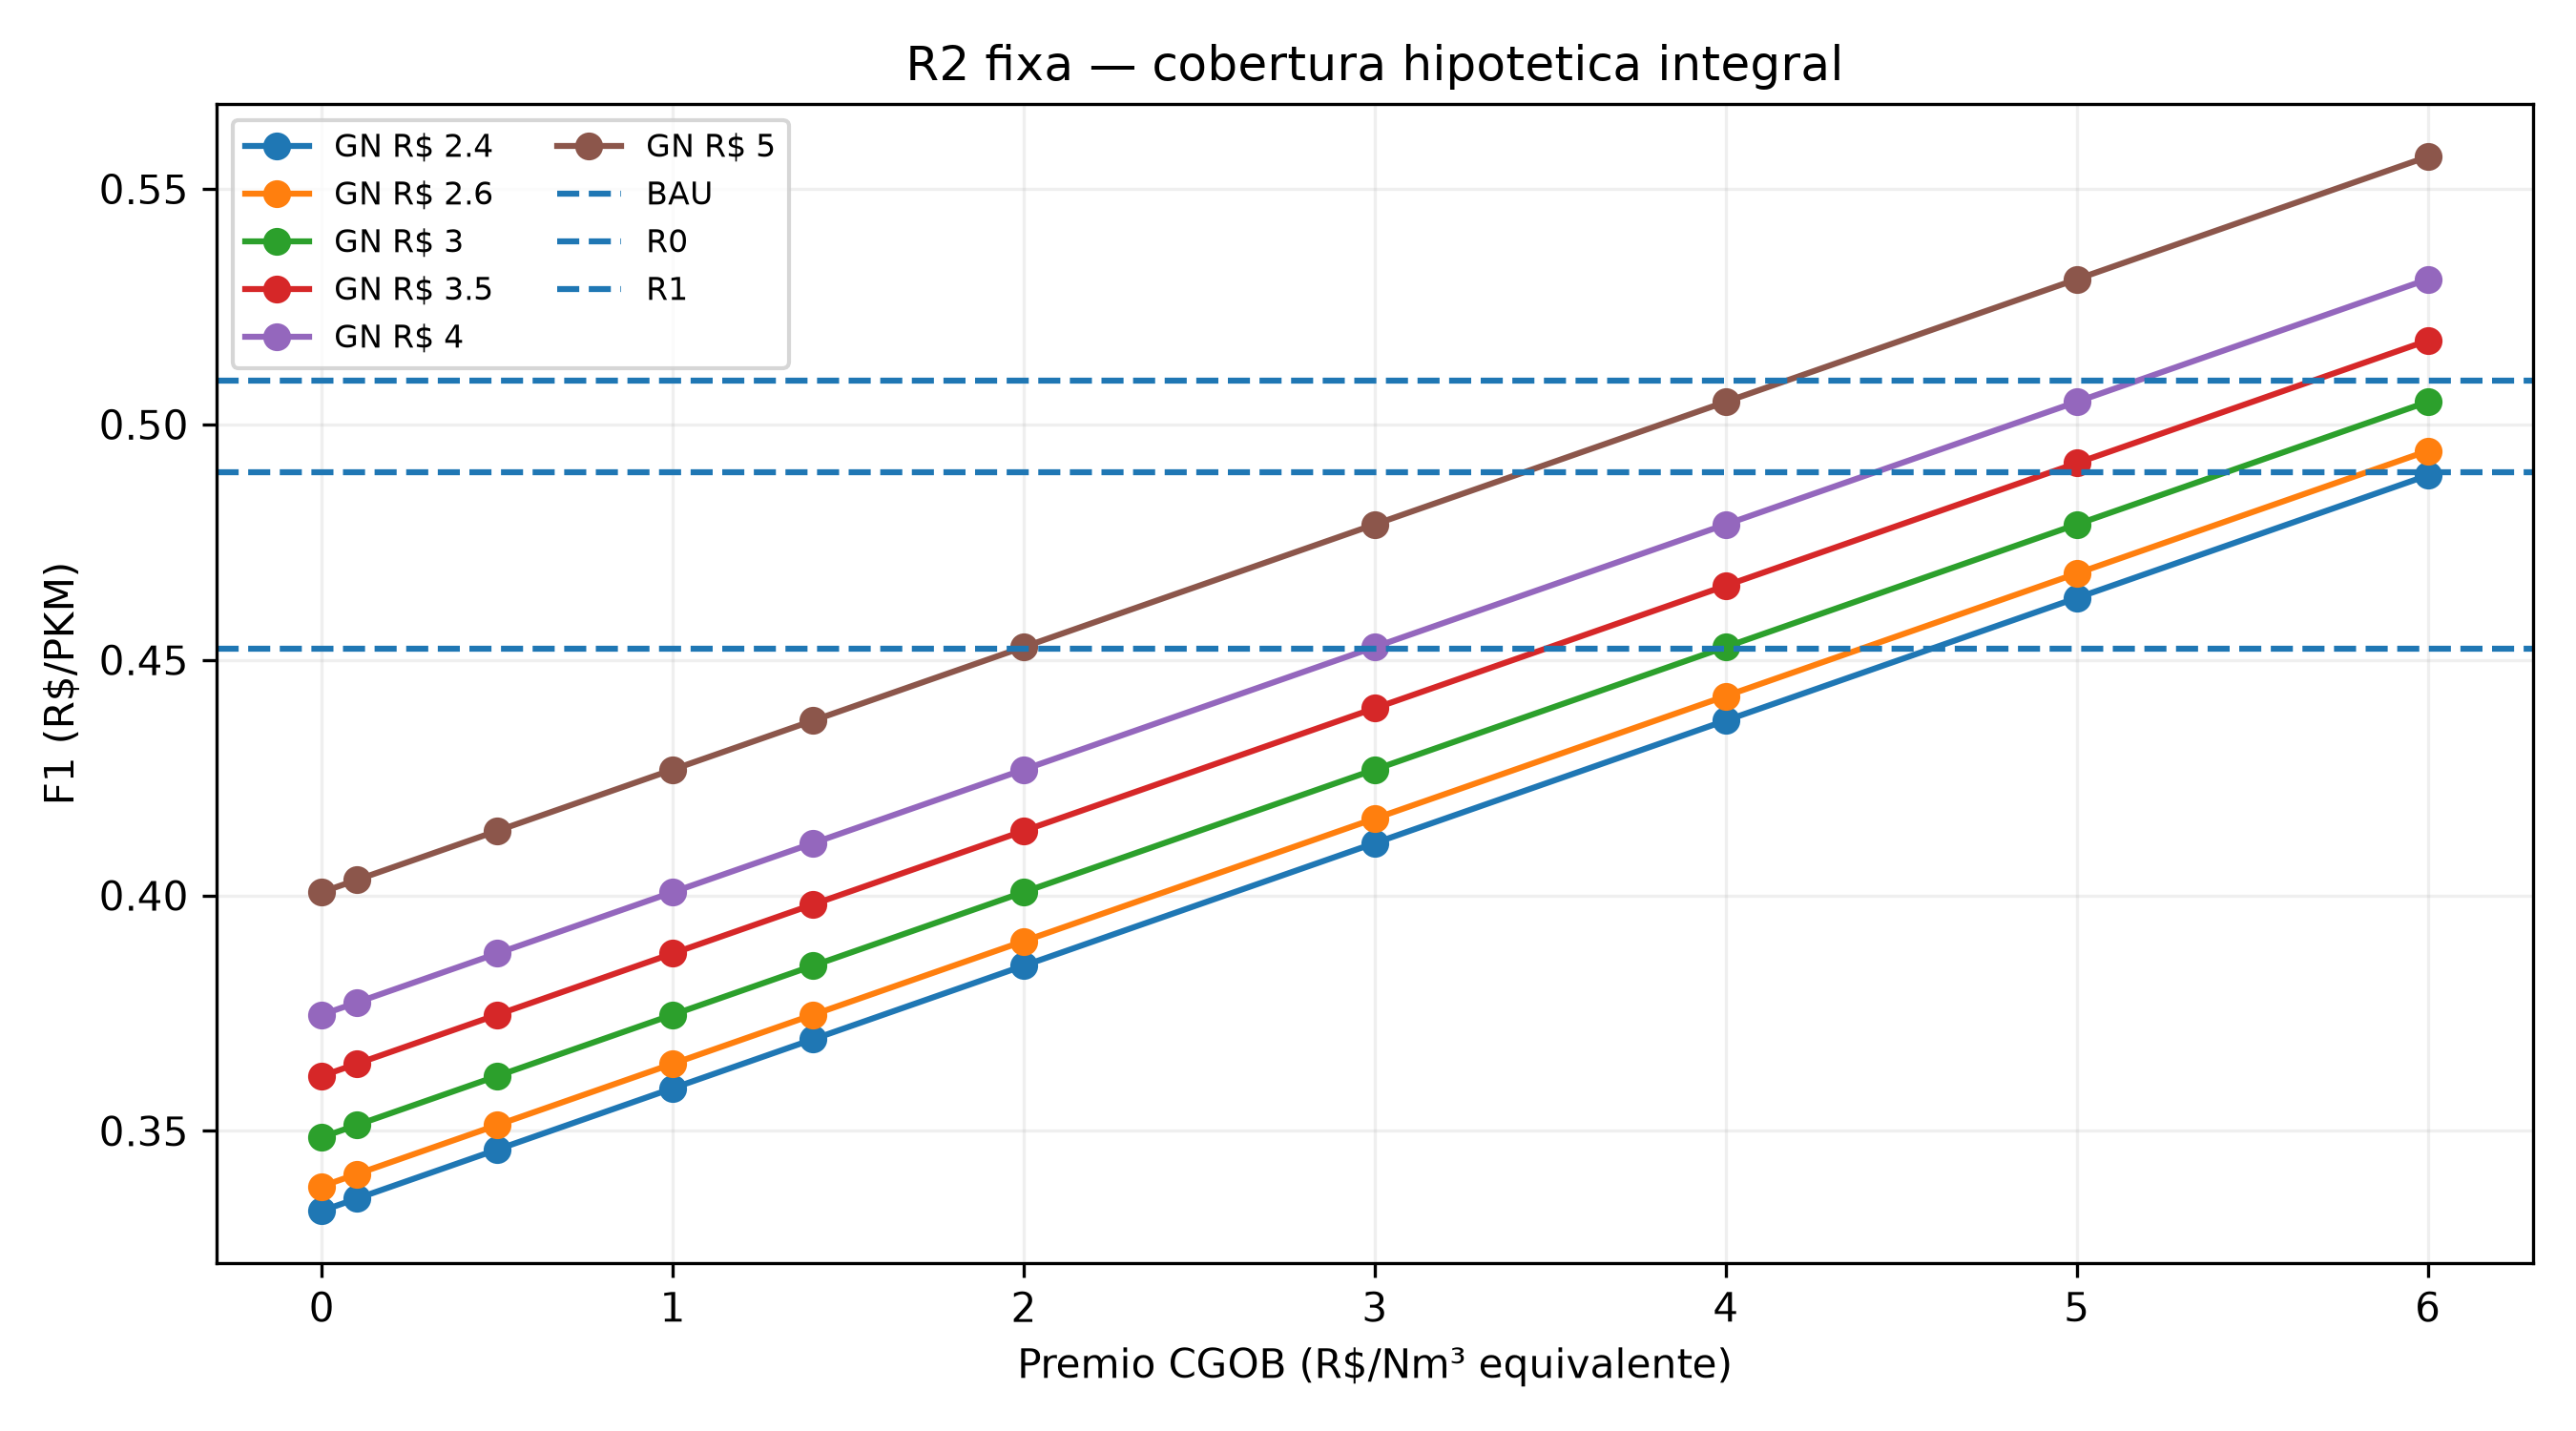 R2 fixa — cobertura hipotetica integral
GN R$ 2.4
GN R$ 2.6
GN R$ 3
GN R$ 3.5
GN R$ 4
GN R$ 5
BAU
R0
R1
F1 (R$/PKM)
0.55
0.50
0.45
0.40
0.35
0 1 2 3 4 5 6
Premio CGOB (R$/Nm³ equivalente)